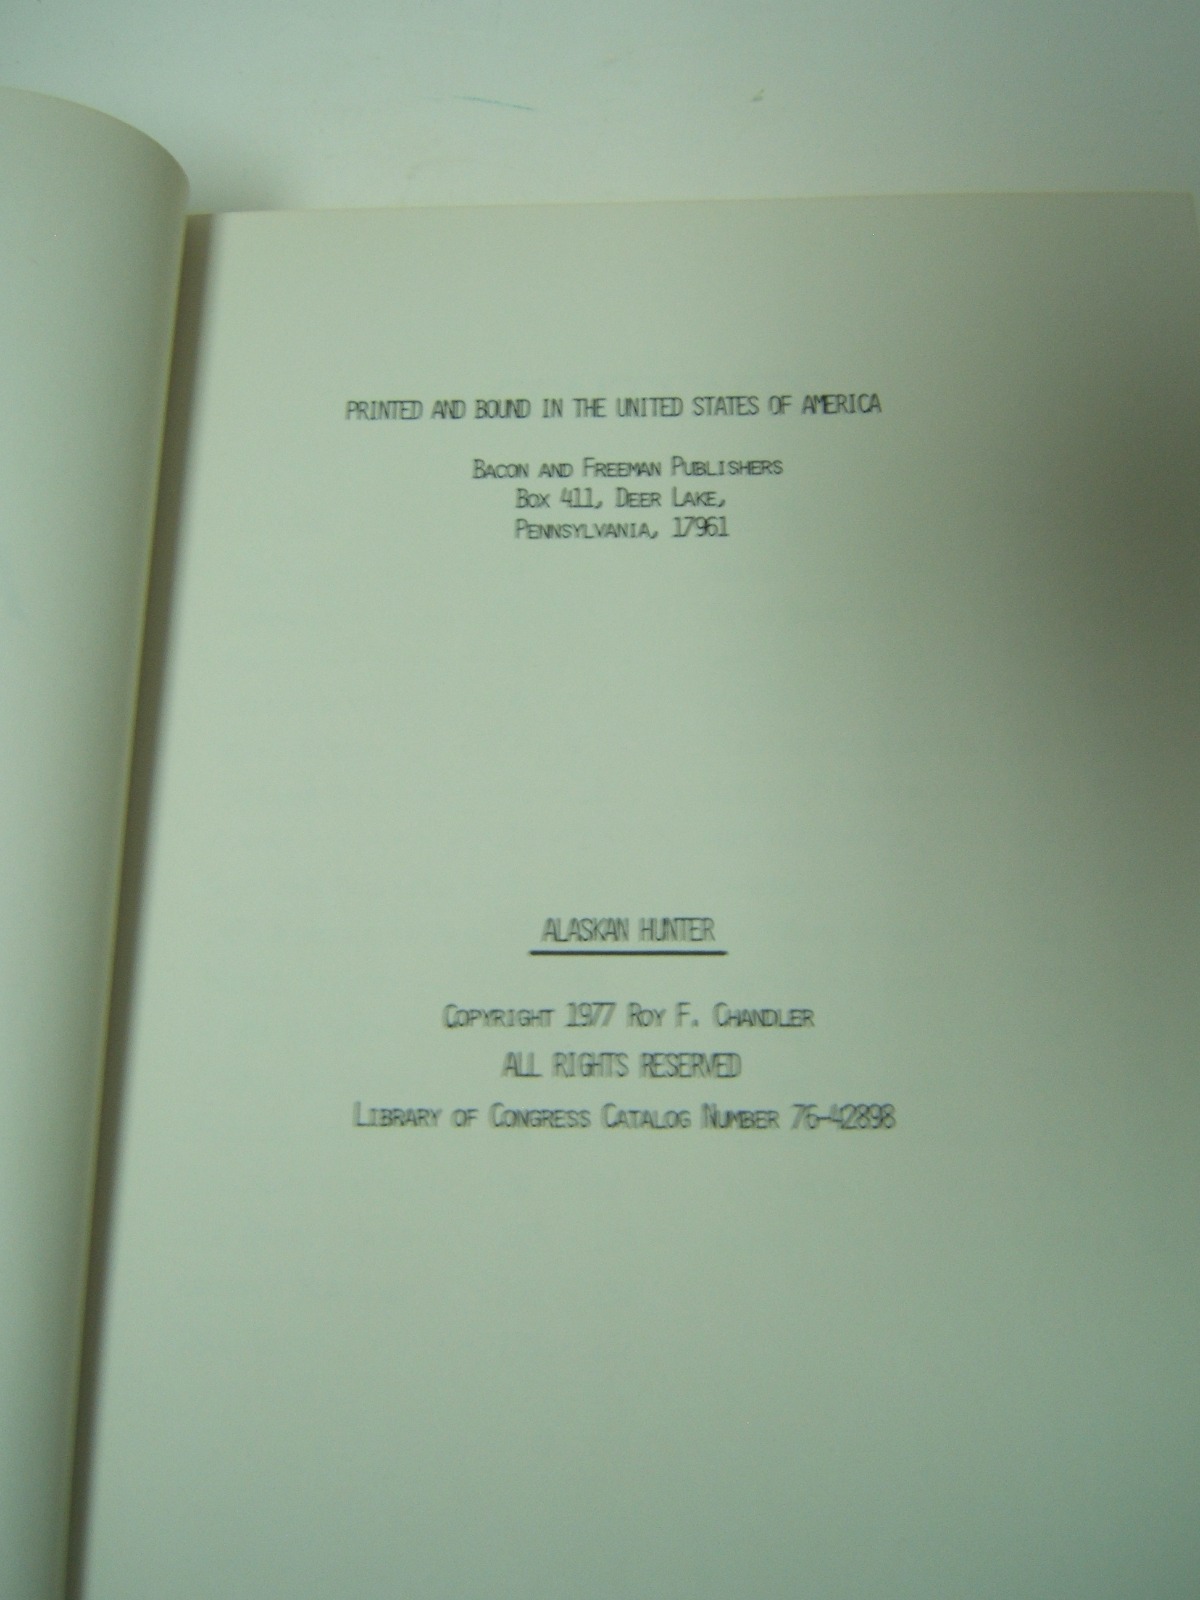 PRINTED AND BOUND IN THE UNITED STATES OF AMERICA
BACON AND FREEMAN PUBLISHERS
BOX 411, DEER LAKE,
PENNSYLVANIA, 17961
ALASKAN HUNTER
COPYRIGHT 1977 ROY F. CHANDLER
ALL RIGHTS RESERVED
LIBRARY OF CONGRESS CATALOG NUMBER 76-42898